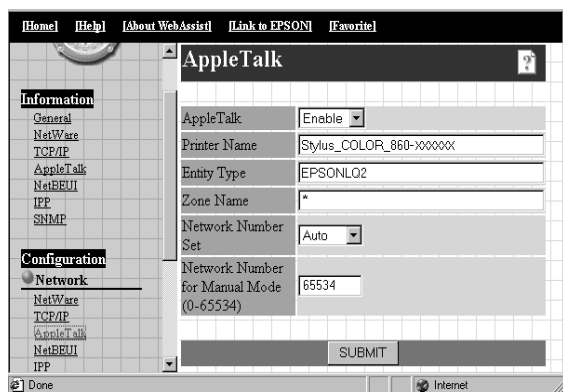 [Home] [Help] [About WebAssist] [Link to EPSON] [Favorite]
AppleTalk
?
Information
General
NetWare
TCP/IP
AppleTalk
NetBEUI
IPP
SNMP
Configuration
Network
NetWare
TCP/IP
AppleTalk
NetBEUI
IPP
AppleTalk Enable
Printer Name Stylus_COLOR_860-XXXXXX
Entity Type EPSONLQ2
Zone Name *
Network Number
Set Auto
Network Number
for Manual Mode 65534
(0-65534)
SUBMIT
Done Internet